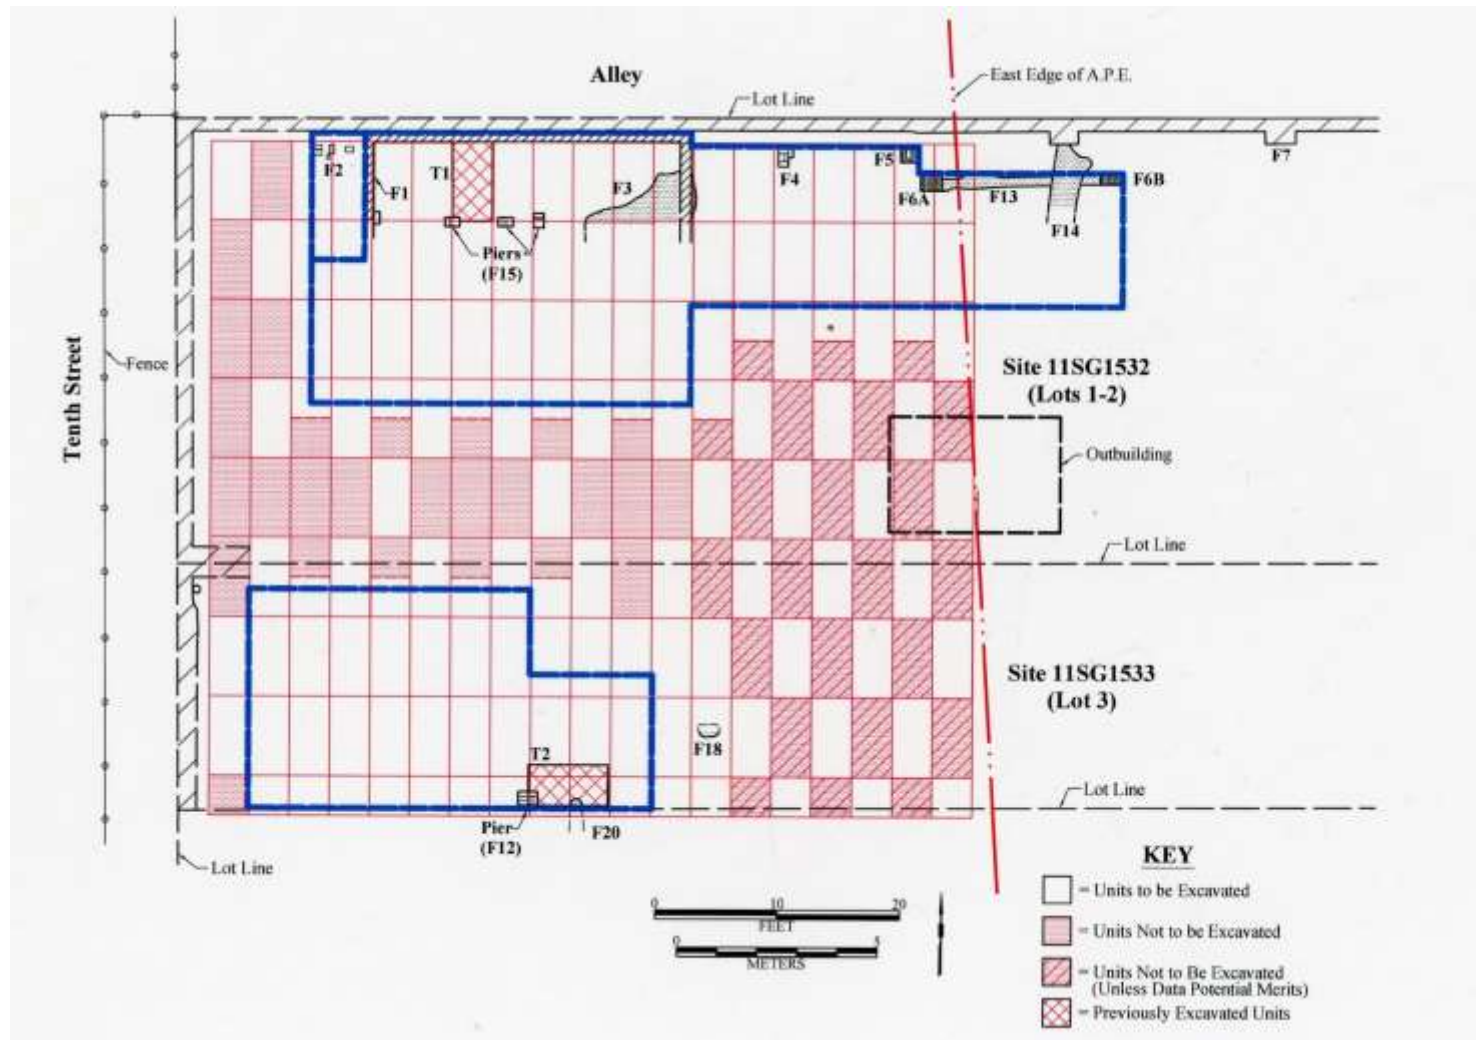 Alley
East Edge of A.P.E.
Lot Line
F2
F1
T1
F3
F4
F5
F6A
F13
F6B
F7
F14
Piers
(F15)
Tenth Street
Fence
Site 11SG1532
(Lots 1-2)
Outbuilding
Lot Line
Site 11SG1533
(Lot 3)
F18
T2
Lot Line
Pier
(F12)
F20
Lot Line
KEY
= Units to be Excavated
= Units Not to be Excavated
= Units Not to Be Excavated
(Unless Data Potential Merits)
= Previously Excavated Units
0 10 20
FEET
0 5
METERS